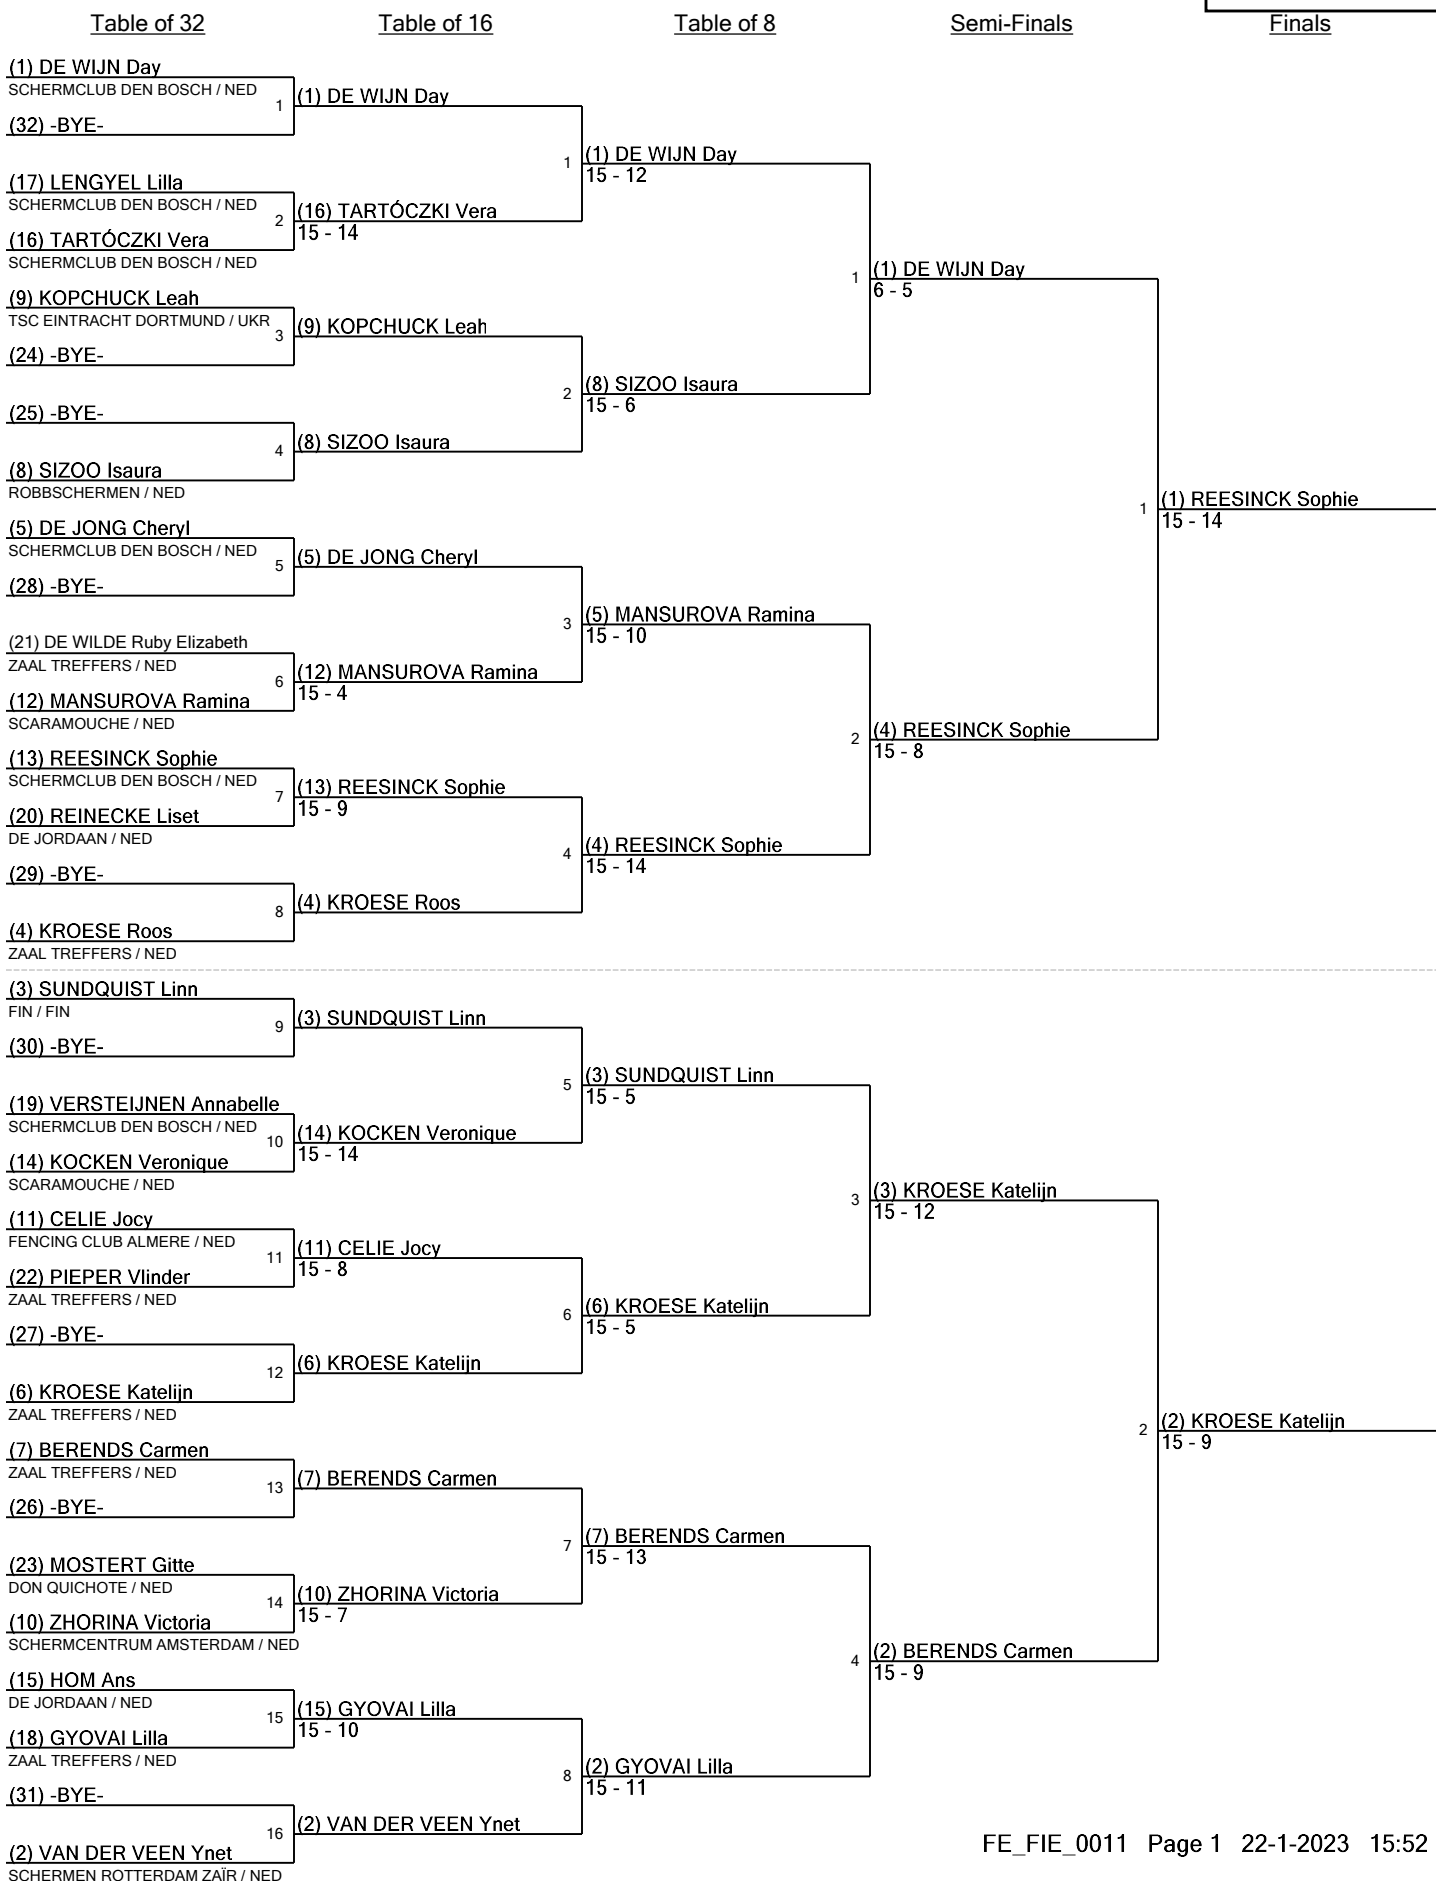 Table of 32
Table of 16
Table of 8
Semi-Finals
Finals
(1) DE WIJN Day
SCHERMCLUB DEN BOSCH / NED
1
(32) -BYE-
(17) LENGYEL Lilla
SCHERMCLUB DEN BOSCH / NED
2
(16) TARTÓCZKI Vera
SCHERMCLUB DEN BOSCH / NED
(9) KOPCHUCK Leah
TSC EINTRACHT DORTMUND / UKR
3
(24) -BYE-
(25) -BYE-
4
(8) SIZOO Isaura
ROBBSCHERMEN / NED
(5) DE JONG Cheryl
SCHERMCLUB DEN BOSCH / NED
5
(28) -BYE-
(21) DE WILDE Ruby Elizabeth
ZAAL TREFFERS / NED
6
(12) MANSUROVA Ramina
SCARAMOUCHE / NED
(13) REESINCK Sophie
SCHERMCLUB DEN BOSCH / NED
7
(20) REINECKE Liset
DE JORDAAN / NED
(29) -BYE-
8
(4) KROESE Roos
ZAAL TREFFERS / NED
(3) SUNDQUIST Linn
FIN / FIN
9
(30) -BYE-
(19) VERSTEIJNEN Annabelle
SCHERMCLUB DEN BOSCH / NED
10
(14) KOCKEN Veronique
SCARAMOUCHE / NED
(11) CELIE Jocy
FENCING CLUB ALMERE / NED
11
(22) PIEPER Vlinder
ZAAL TREFFERS / NED
(27) -BYE-
12
(6) KROESE Katelijn
ZAAL TREFFERS / NED
(7) BERENDS Carmen
ZAAL TREFFERS / NED
13
(26) -BYE-
(23) MOSTERT Gitte
DON QUICHOTE / NED
14
(10) ZHORINA Victoria
SCHERMCENTRUM AMSTERDAM / NED
(15) HOM Ans
DE JORDAAN / NED
15
(18) GYOVAI Lilla
ZAAL TREFFERS / NED
(31) -BYE-
16
(2) VAN DER VEEN Ynet
SCHERMEN ROTTERDAM ZAÏR / NED
(1) DE WIJN Day
1
(16) TARTÓCZKI Vera
15 - 14
(9) KOPCHUCK Leah
2
(8) SIZOO Isaura
(5) DE JONG Cheryl
3
(12) MANSUROVA Ramina
15 - 4
(13) REESINCK Sophie
15 - 9
4
(4) KROESE Roos
(3) SUNDQUIST Linn
5
(14) KOCKEN Veronique
15 - 14
(11) CELIE Jocy
15 - 8
6
(6) KROESE Katelijn
(7) BERENDS Carmen
7
(10) ZHORINA Victoria
15 - 7
(15) GYOVAI Lilla
15 - 10
8
(2) VAN DER VEEN Ynet
(1) DE WIJN Day
15 - 12
1
(8) SIZOO Isaura
15 - 6
(5) MANSUROVA Ramina
15 - 10
2
(4) REESINCK Sophie
15 - 14
(3) SUNDQUIST Linn
15 - 5
3
(6) KROESE Katelijn
15 - 5
(7) BERENDS Carmen
15 - 13
4
(2) GYOVAI Lilla
15 - 11
(1) DE WIJN Day
6 - 5
1
(4) REESINCK Sophie
15 - 8
(3) KROESE Katelijn
15 - 12
2
(2) BERENDS Carmen
15 - 9
(1) REESINCK Sophie
15 - 14
(2) KROESE Katelijn
15 - 9
FE_FIE_0011 Page 1 22-1-2023 15:52